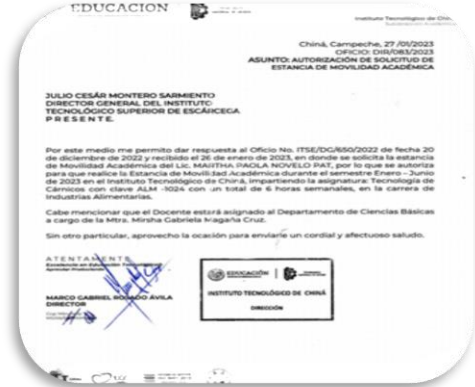 EDUCACIÓN
Instituto Tecnológico de Chiná
Chiná, Campeche, 27 /01/2023
OFICIO: DIR/083/2023
ASUNTO: AUTORIZACIÓN DE SOLICITUD DE
ESTANCIA DE MOVILIDAD ACADÉMICA
JULIO CESÁR MONTERO SARMIENTO
DIRECTOR GENERAL DEL INSTITUTO
TECNOLÓGICO SUPERIOR DE ESCÁRCEGA
P R E S E N T E.
Por este medio me permito dar respuesta al Oficio No. ITSE/DG/650/2022 de fecha 20
de diciembre de 2022 y recibido el 26 de enero de 2023, en donde se solicita la estancia
de Movilidad Académica del Lic. MARTHA PAOLA NOVELO PAT, por lo que se autoriza
para que realice la Estancia de Movilidad Académica durante el semestre Enero – Junio
de 2023 en el Instituto Tecnológico de Chiná, impartiendo la asignatura: Tecnología de
Cárnicos con clave ALM -1024 con un total de 6 horas semanales, en la carrera de
Industrias Alimentarias.
Cabe mencionar que el Docente estará asignado al Departamento de Ciencias Básicas
a cargo de la Mtra. Mirsha Gabriela Magaña Cruz.
Sin otro particular, aprovecho la ocasión para enviarle un cordial y afectuoso saludo.
A T E N T A M E N T E
Excelencia en Educación
MARCO GABRIEL ROSADO ÁVILA
DIRECTOR
EDUCACIÓN
INSTITUTO TECNOLÓGICO DE CHINÁ
DIRECCIÓN